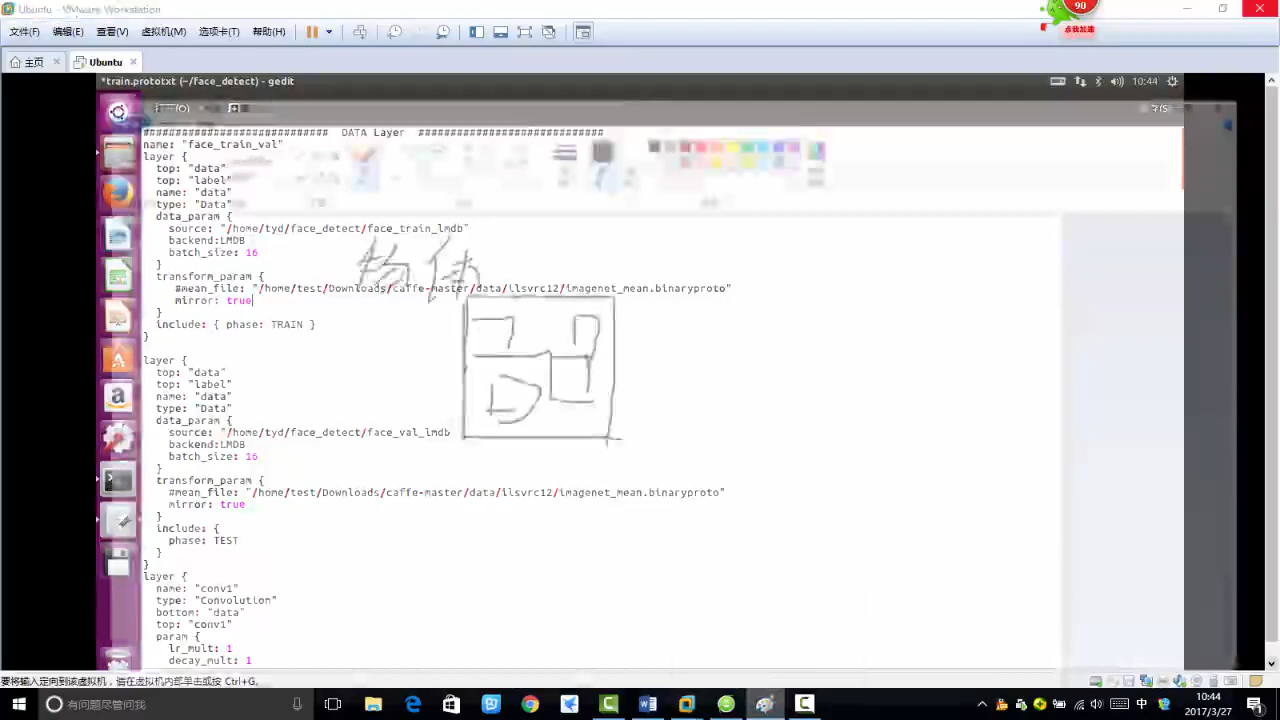 Ubuntu - VMware Workstation
90
点我加速
文件(F) 编辑(E) 查看(V) 虚拟机(M) 选项卡(T) 帮助(H)
主页 Ubuntu
*train.prototxt (~/face_detect) - gedit 10:44
############################# DATA Layer #############################
name: "face_train_val"
layer {
top: "data"
top: "label"
name: "data"
type: "Data"
data_param {
source: "/home/tyd/face_detect/face_train_lmdb"
backend:LMDB
batch_size: 16
}
transform_param {
#mean_file: "/home/test/Downloads/caffe-master/data/ilsvrc12/imagenet_mean.binaryproto"
mirror: true
}
include: { phase: TRAIN }
}
layer {
top: "data"
top: "label"
name: "data"
type: "Data"
data_param {
source: "/home/tyd/face_detect/face_val_lmdb
backend:LMDB
batch_size: 16
}
transform_param {
#mean_file: "/home/test/Downloads/caffe-master/data/ilsvrc12/imagenet_mean.binaryproto"
mirror: true
}
include: {
phase: TEST
}
}
layer {
name: "conv1"
type: "Convolution"
bottom: "data"
top: "conv1"
param {
lr_mult: 1
decay_mult: 1
要将输入定向到该虚拟机，请在虚拟机内部单击或按 Ctrl+G。
有问题尽管问我
中
10:44
2017/3/27